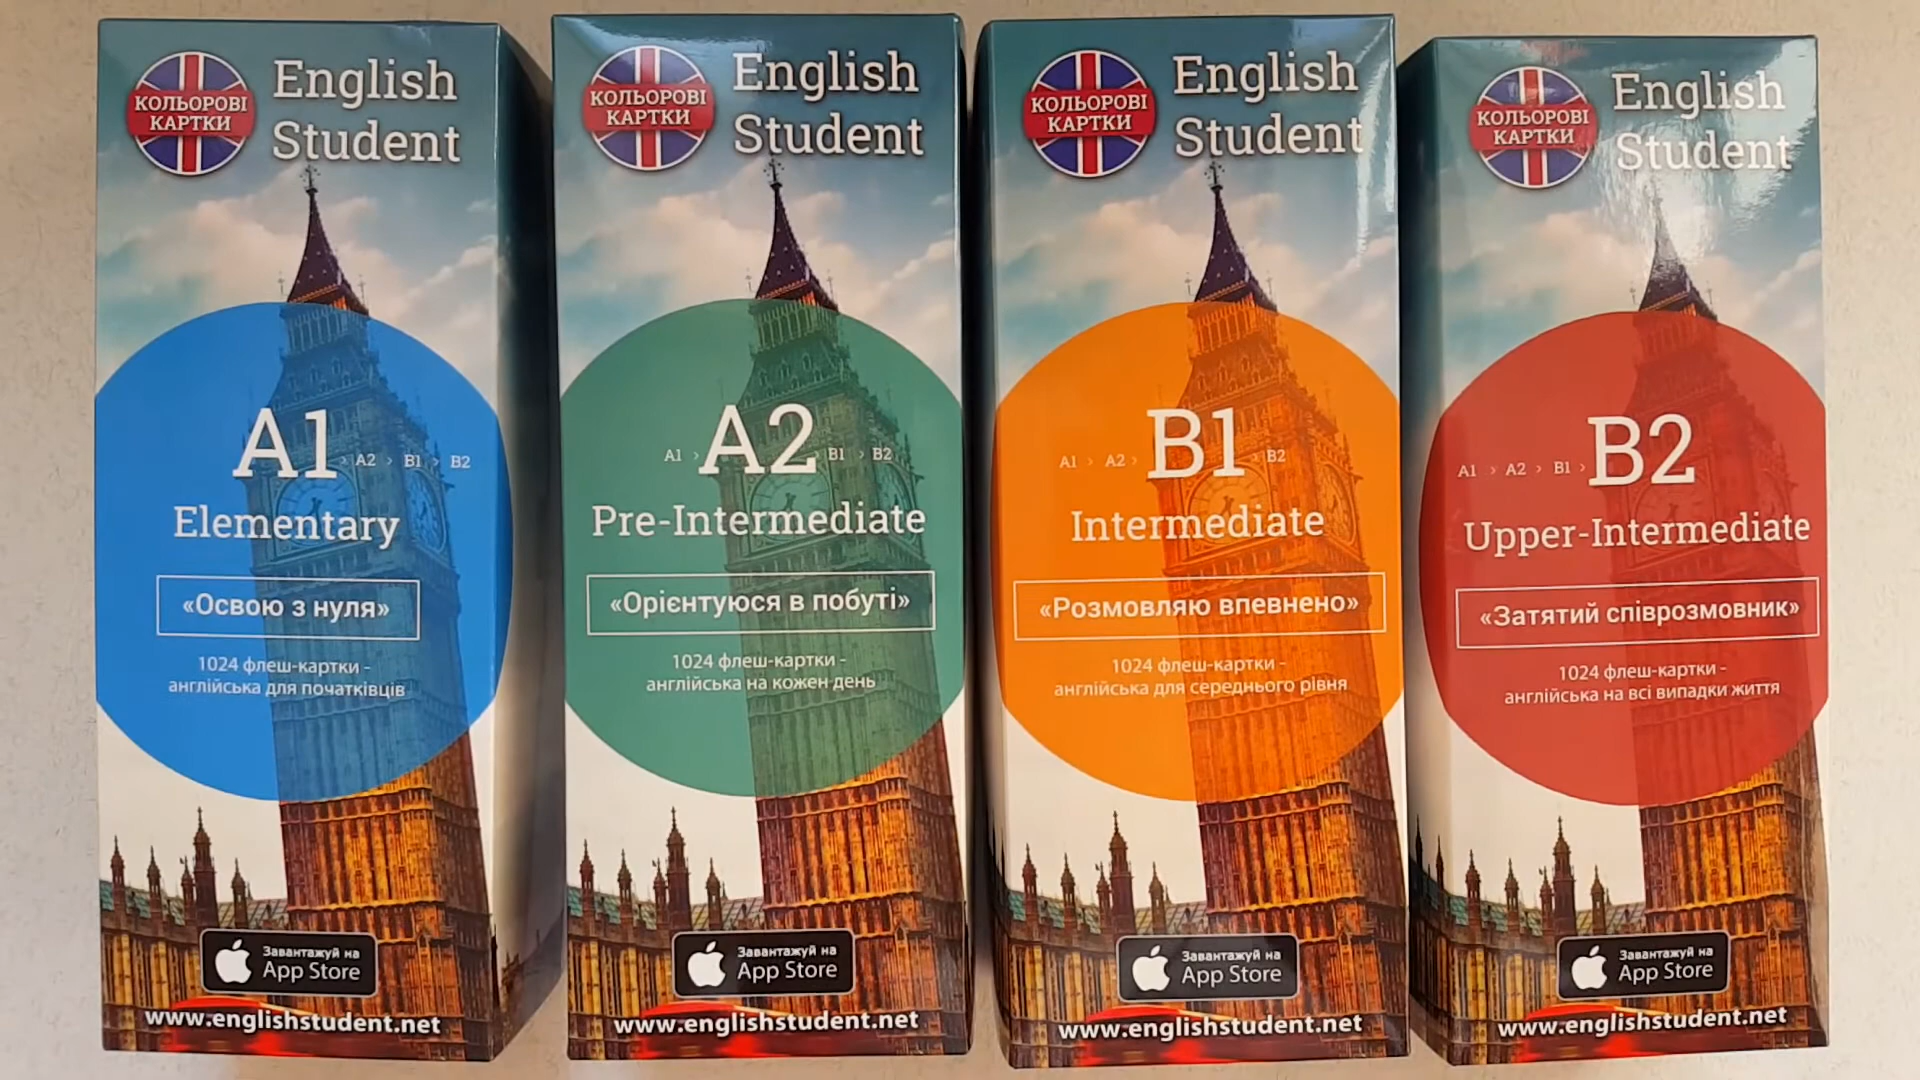 КОЛЬОРОВІ
КАРТКИ
English
Student
A1 › A2 › B1 › B2
Elementary
«Освою з нуля»
1024 флеш-картки -
англійська для початківців
Завантажуй на
App Store
www.englishstudent.net
КОЛЬОРОВІ
КАРТКИ
English
Student
A1 › A2 › B1 › B2
Pre-Intermediate
«Орієнтуюся в побуті»
1024 флеш-картки -
англійська на кожен день
Завантажуй на
App Store
www.englishstudent.net
КОЛЬОРОВІ
КАРТКИ
English
Student
A1 › A2 › B1 › B2
Intermediate
«Розмовляю впевнено»
1024 флеш-картки -
англійська для середнього рівня
Завантажуй на
App Store
www.englishstudent.net
КОЛЬОРОВІ
КАРТКИ
English
Student
A1 › A2 › B1 › B2
Upper-Intermediate
«Затятий співрозмовник»
1024 флеш-картки -
англійська на всі випадки життя
Завантажуй на
App Store
www.englishstudent.net